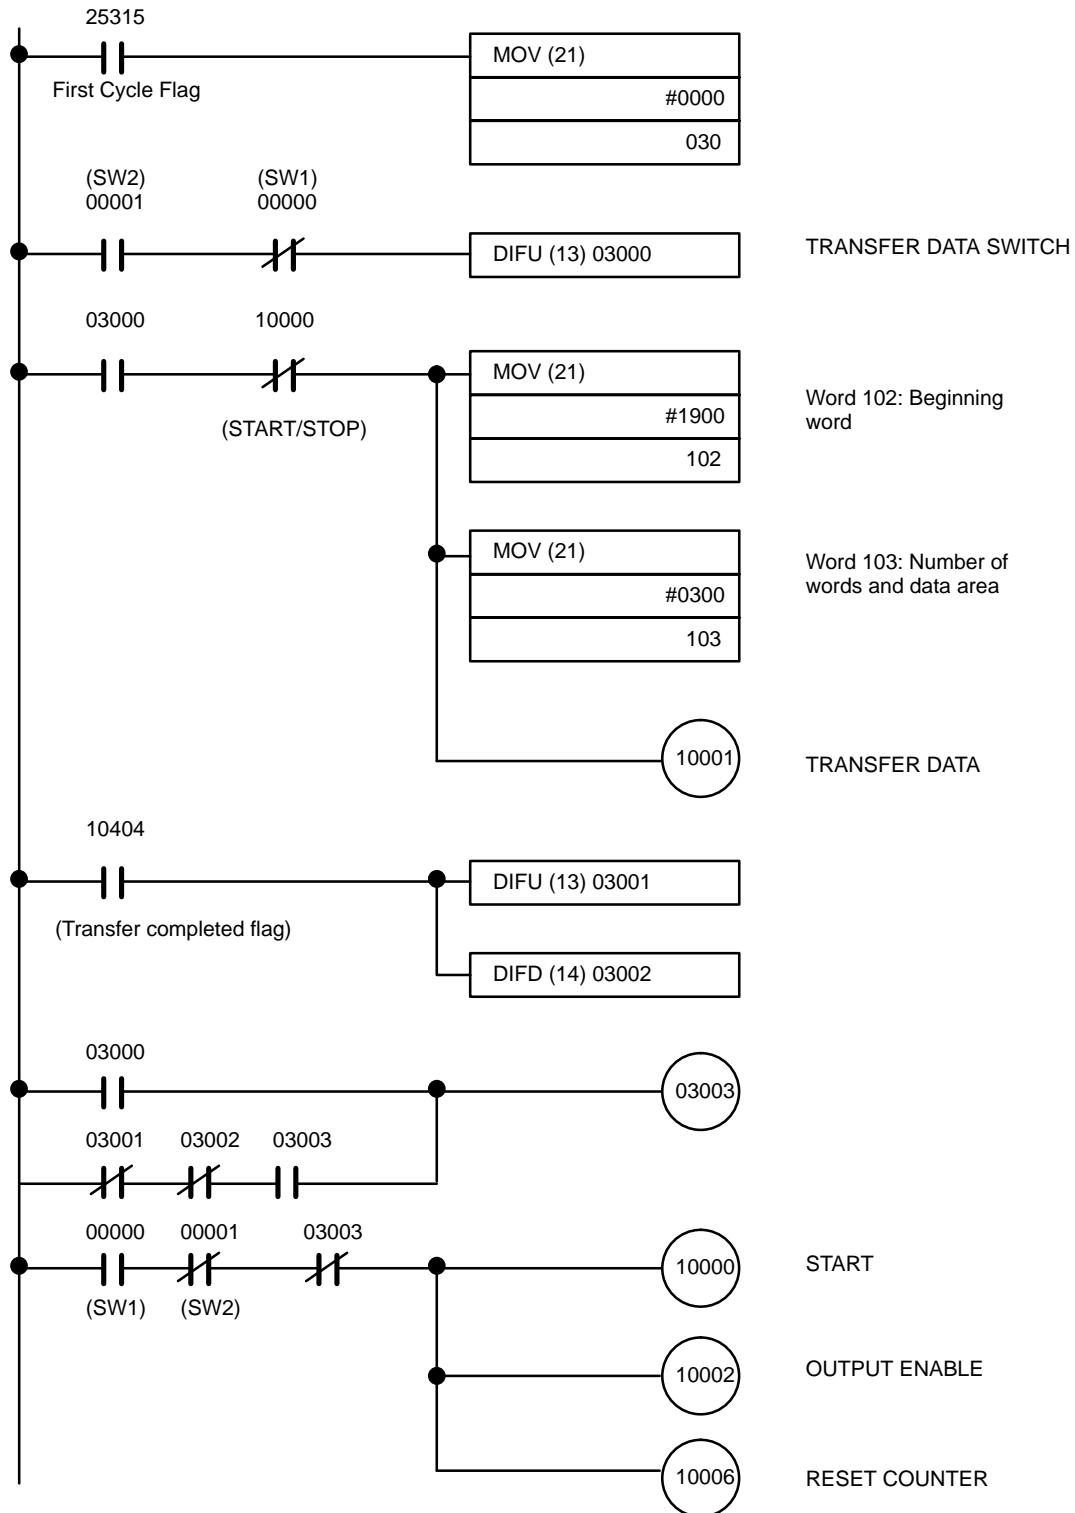 25315
MOV (21)
First Cycle Flag
#0000
030
(SW2) (SW1)
00001 00000
DIFU (13) 03000
TRANSFER DATA SWITCH
03000 10000
MOV (21)
(START/STOP)
#1900
102
Word 102: Beginning
word
MOV (21)
#0300
103
Word 103: Number of
words and data area
10001
TRANSFER DATA
10404
DIFU (13) 03001
(Transfer completed flag)
DIFD (14) 03002
03000
03003
03001 03002 03003
00000 00001 03003
10000
START
(SW1) (SW2)
10002
OUTPUT ENABLE
10006
RESET COUNTER